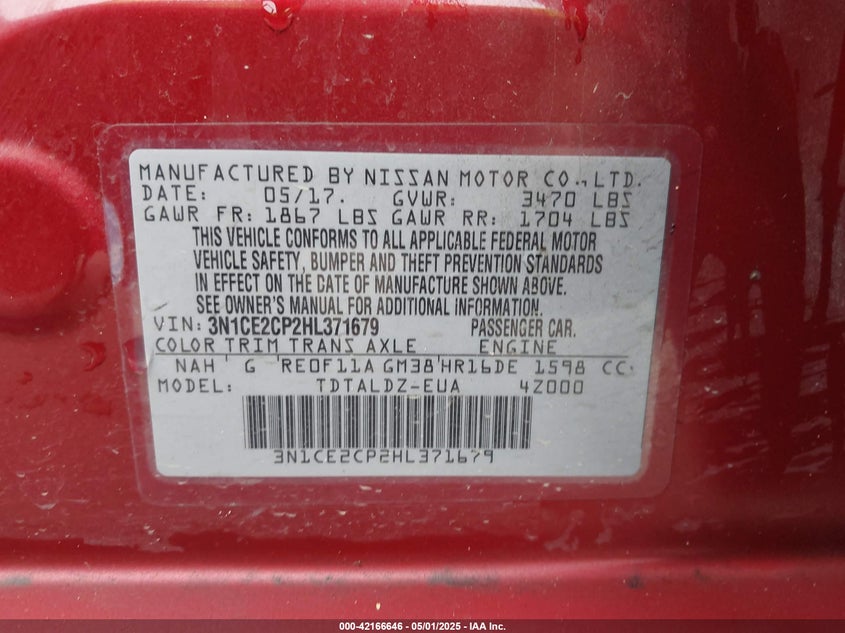 MANUFACTURED BY NISSAN MOTOR CO., LTD.
DATE: 05/17. GVWR: 3470 LBS
GAWR FR: 1867 LBS GAWR RR: 1704 LBS
THIS VEHICLE CONFORMS TO ALL APPLICABLE FEDERAL MOTOR
VEHICLE SAFETY, BUMPER AND THEFT PREVENTION STANDARDS
IN EFFECT ON THE DATE OF MANUFACTURE SHOWN ABOVE.
SEE OWNER'S MANUAL FOR ADDITIONAL INFORMATION.
VIN: 3N1CE2CP2HL371679 PASSENGER CAR.
COLOR TRIM TRANS AXLE ENGINE
NAH G RE0F11A GM38 HR16DE 1598 CC.
MODEL: TDTALDZ-EUA 4Z000
3N1CE2CP2HL371679
000-42166646 - 05/01/2025 - IAA Inc.